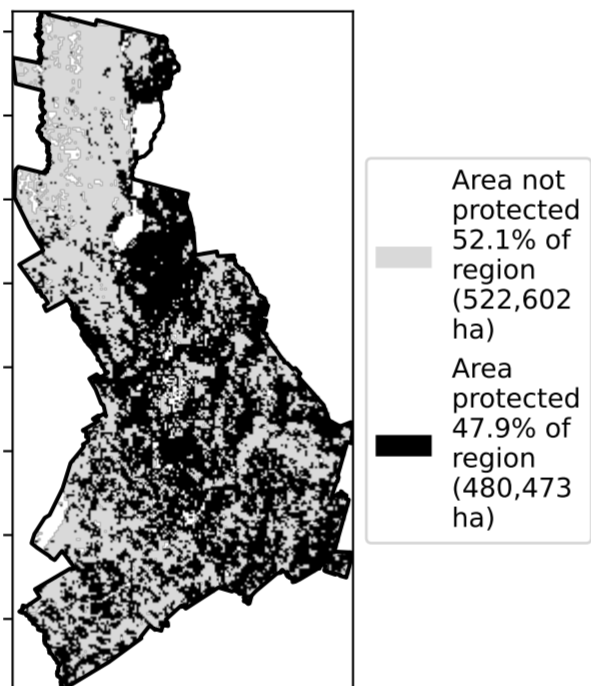 Area not
protected
52.1% of
region
(522,602
ha)
Area
protected
47.9% of
region
(480,473
ha)